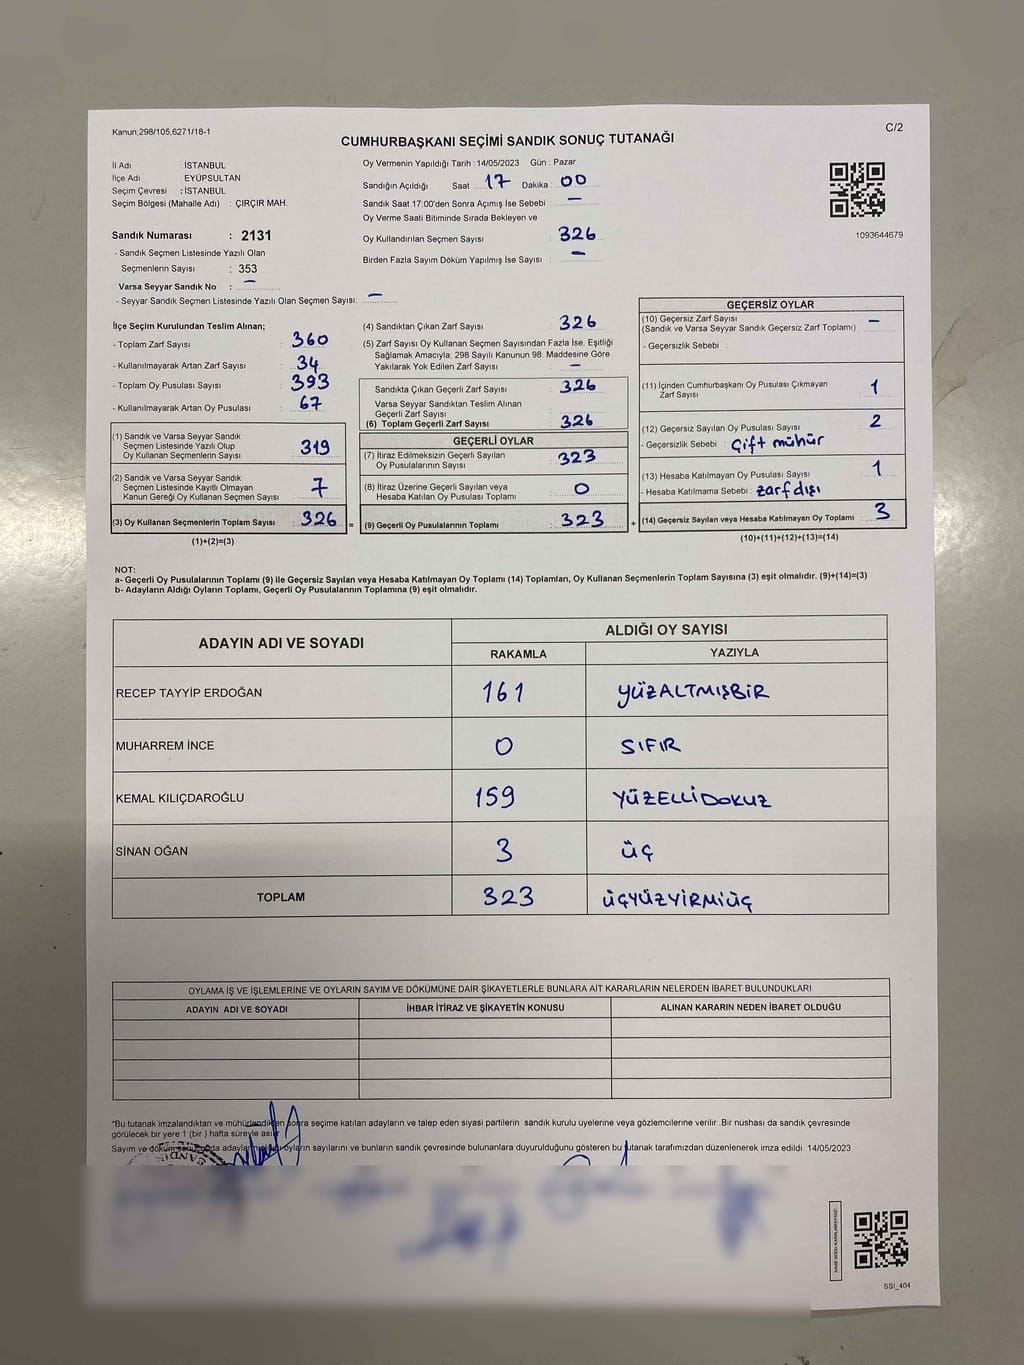 Kanun,298/105,6271/18-1
C/2
CUMHURBAŞKANI SEÇİMİ SANDIK SONUÇ TUTANAĞI
İl Adı : İSTANBUL
İlçe Adı : EYÜPSULTAN
Seçim Çevresi : İSTANBUL
Seçim Bölgesi (Mahalle Adı) : ÇIRÇIR MAH.
Sandık Numarası : 2131
- Sandık Seçmen Listesinde Yazılı Olan
Seçmenlerin Sayısı : 353
Varsa Seyyar Sandık No : –
- Seyyar Sandık Seçmen Listesinde Yazılı Olan Seçmen Sayısı: –
Oy Vermenin Yapıldığı Tarih : 14/05/2023 Gün : Pazar
Sandığın Açıldığı Saat : 17 Dakika : 00
Sandık Saat 17:00'den Sonra Açımış İse Sebebi : –
Oy Verme Saati Bitiminde Sırada Bekleyen ve
Oy Kullandırılan Seçmen Sayısı : 326
Birden Fazla Sayım Döküm Yapılmış İse Sayısı : –
1093644679
İlçe Seçim Kurulundan Teslim Alınan;
- Toplam Zarf Sayısı : 360
- Kullanılmayarak Artan Zarf Sayısı : 34
- Toplam Oy Pusulası Sayısı : 393
- Kullanılmayarak Artan Oy Pusulası : 67
(1) Sandık ve Varsa Seyyar Sandık
Seçmen Listesinde Yazılı Olup
Oy Kullanan Seçmenlerin Sayısı : 319
(2) Sandık ve Varsa Seyyar Sandık
Seçmen Listesinde Kayıtlı Olmayan
Kanun Gereği Oy Kullanan Seçmen Sayısı : 7
(3) Oy Kullanan Seçmenlerin Toplam Sayısı : 326 =
(1)+(2)=(3)
(4) Sandıktan Çıkan Zarf Sayısı : 326
(5) Zarf Sayısı Oy Kullanan Seçmen Sayısından Fazla İse, Eşitliği
Sağlamak Amacıyla, 298 Sayılı Kanunun 98. Maddesine Göre
Yakılarak Yok Edilen Zarf Sayısı : –
Sandıkta Çıkan Geçerli Zarf Sayısı : 326
Varsa Seyyar Sandıktan Teslim Alınan
Geçerli Zarf Sayısı
(6) Toplam Geçerli Zarf Sayısı : 326
GEÇERLİ OYLAR
(7) İtiraz Edilmeksizin Geçerli Sayılan
Oy Pusulalarının Sayısı : 323
(8) İtiraz Üzerine Geçerli Sayılan veya
Hesaba Katılan Oy Pusulası Toplamı : 0
(9) Geçerli Oy Pusulalarının Toplamı : 323 +
GEÇERSİZ OYLAR
(10) Geçersiz Zarf Sayısı
(Sandık ve Varsa Seyyar Sandık Geçersiz Zarf Toplamı) : –
- Geçersizlik Sebebi :
(11) İçinden Cumhurbaşkanı Oy Pusulası Çıkmayan
Zarf Sayısı : 1
(12) Geçersiz Sayılan Oy Pusulası Sayısı : 2
- Geçersizlik Sebebi : Çift mühür
(13) Hesaba Katılmayan Oy Pusulası Sayısı : 1
- Hesaba Katılmama Sebebi : zarf dışı
(14) Geçersiz Sayılan veya Hesaba Katılmayan Oy Toplamı : 3
(10)+(11)+(12)+(13)=(14)
NOT:
a- Geçerli Oy Pusulalarının Toplamı (9) ile Geçersiz Sayılan veya Hesaba Katılmayan Oy Toplamı (14) Toplamları, Oy Kullanan Seçmenlerin Toplam Sayısına (3) eşit olmalıdır. (9)+(14)=(3)
b- Adayların Aldığı Oyların Toplamı, Geçerli Oy Pusulalarının Toplamına (9) eşit olmalıdır.
ADAYIN ADI VE SOYADI
ALDIĞI OY SAYISI
RAKAMLA YAZIYLA
RECEP TAYYİP ERDOĞAN 161 YÜZALTMIŞBİR
MUHARREM İNCE 0 SIFIR
KEMAL KILIÇDAROĞLU 159 YÜZELLİDOKUZ
SİNAN OĞAN 3 ÜÇ
TOPLAM 323 ÜÇYÜZYİRMİÜÇ
OYLAMA İŞ VE İŞLEMLERİNE VE OYLARIN SAYIM VE DÖKÜMÜNE DAİR ŞİKAYETLERLE BUNLARA AİT KARARLARIN NELERDEN İBARET BULUNDUKLARI
ADAYIN ADI VE SOYADI İHBAR İTİRAZ VE ŞİKAYETİN KONUSU ALINAN KARARIN NEDEN İBARET OLDUĞU
"Bu tutanak imzalandıktan ve mühürlendikten sonra seçime katılan adayların ve talep eden siyasi partilerin sandık kurulu üyelerine veya gözlemcilerine verilir .Bir nüshası da sandık çevresinde
görülecek bir yere 1 (bir ) hafta süreyle asılır
Sayım ve döküm oyların sayılarını ve bunların sandık çevresinde bulunanlara duyurulduğunu gösteren bu tutanak tarafımızdan düzenlenerek imza edildi 14/05/2023
SSI_404